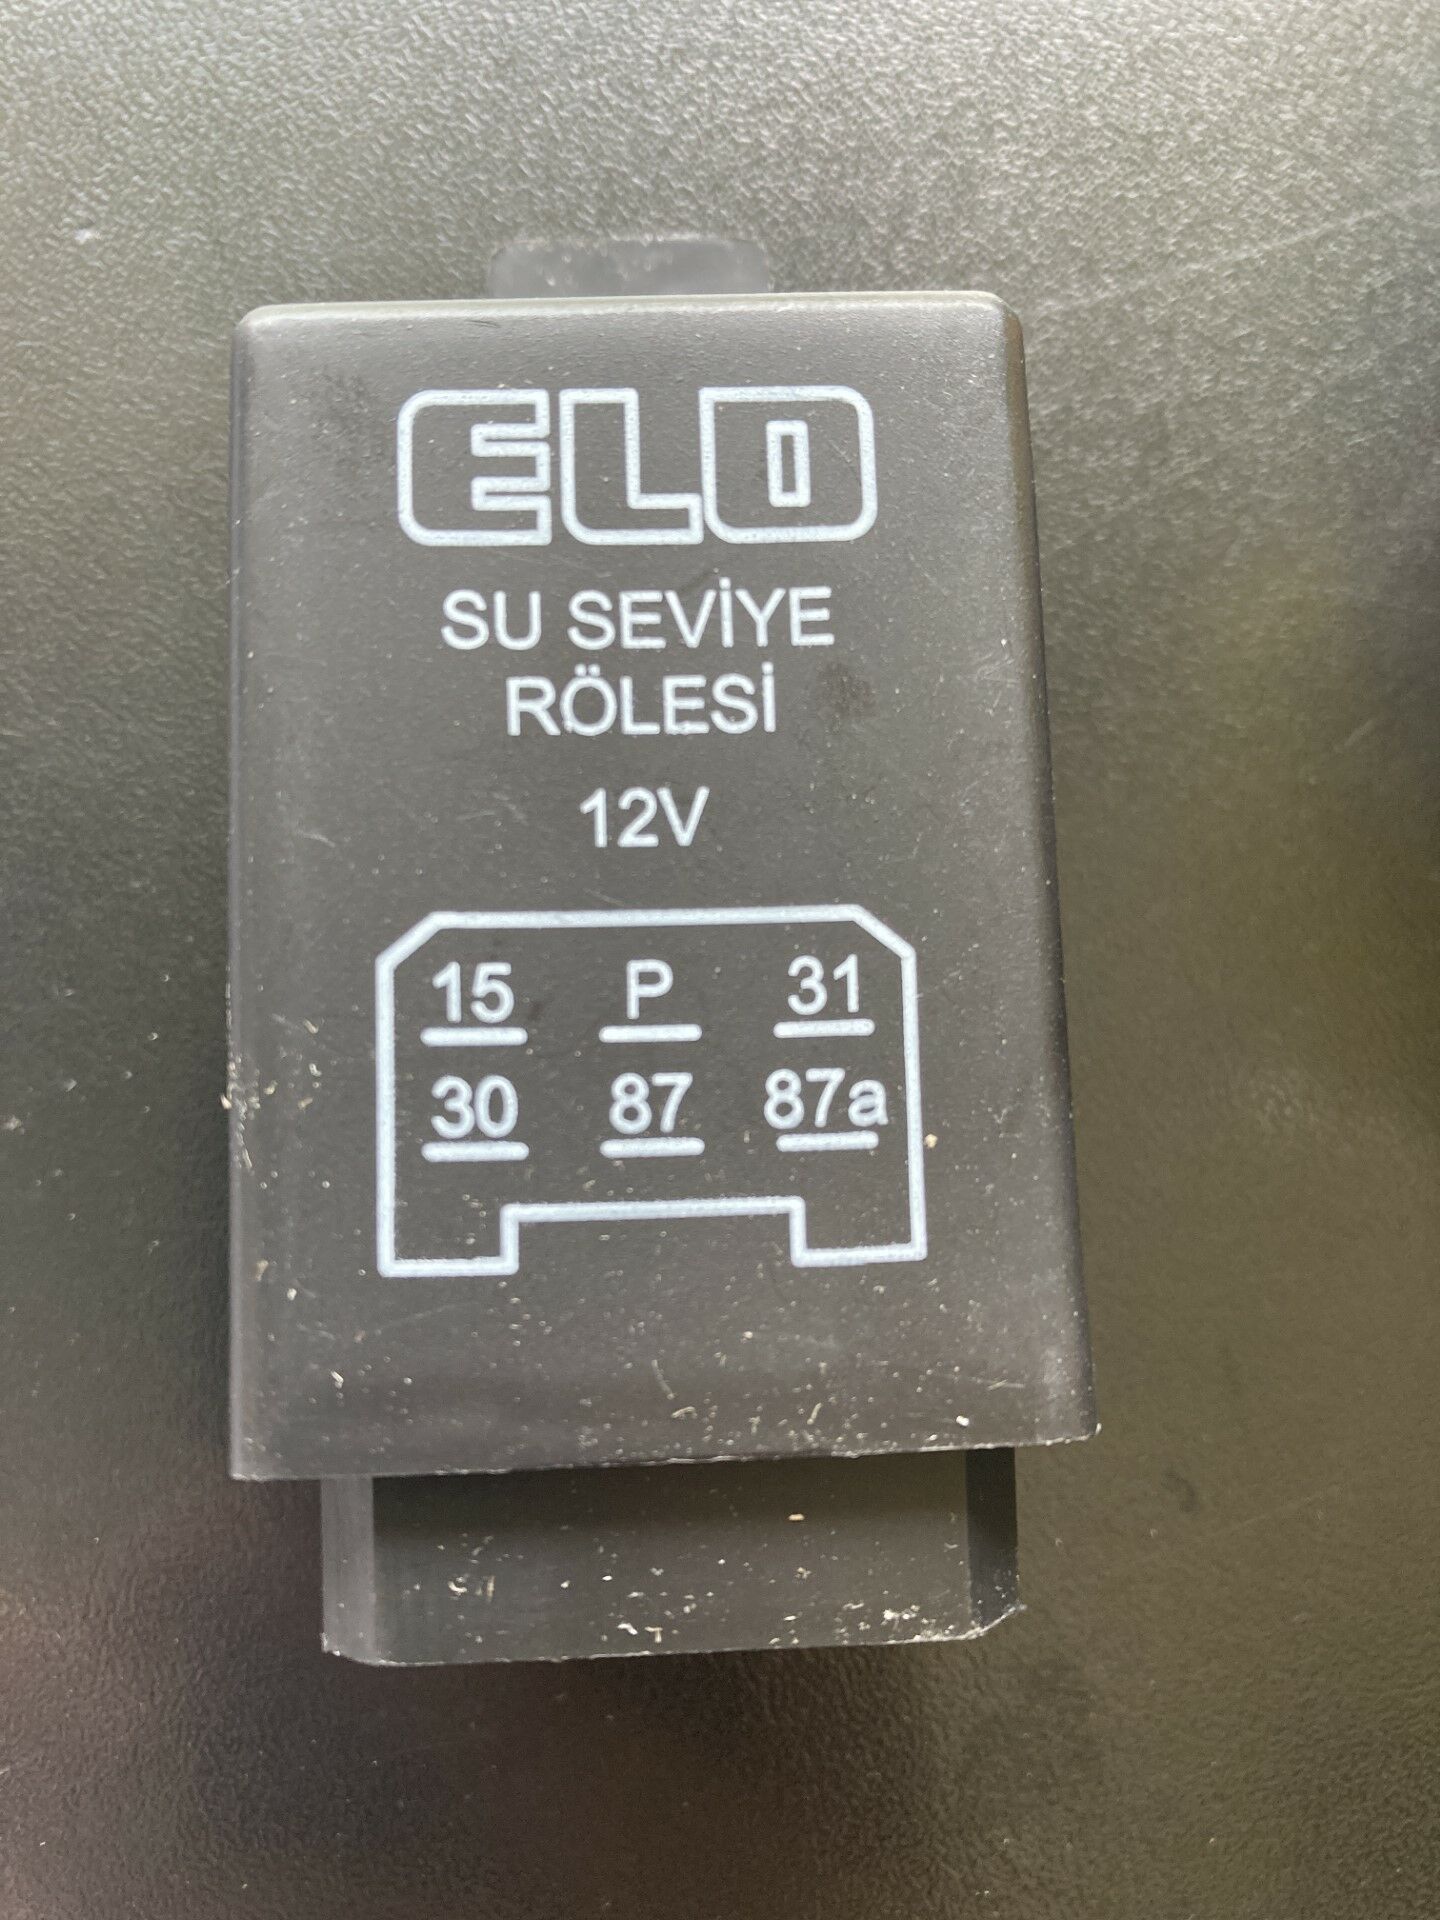 ELO
SU SEVİYE
RÖLESİ
12V
15 P 31
30 87 87a